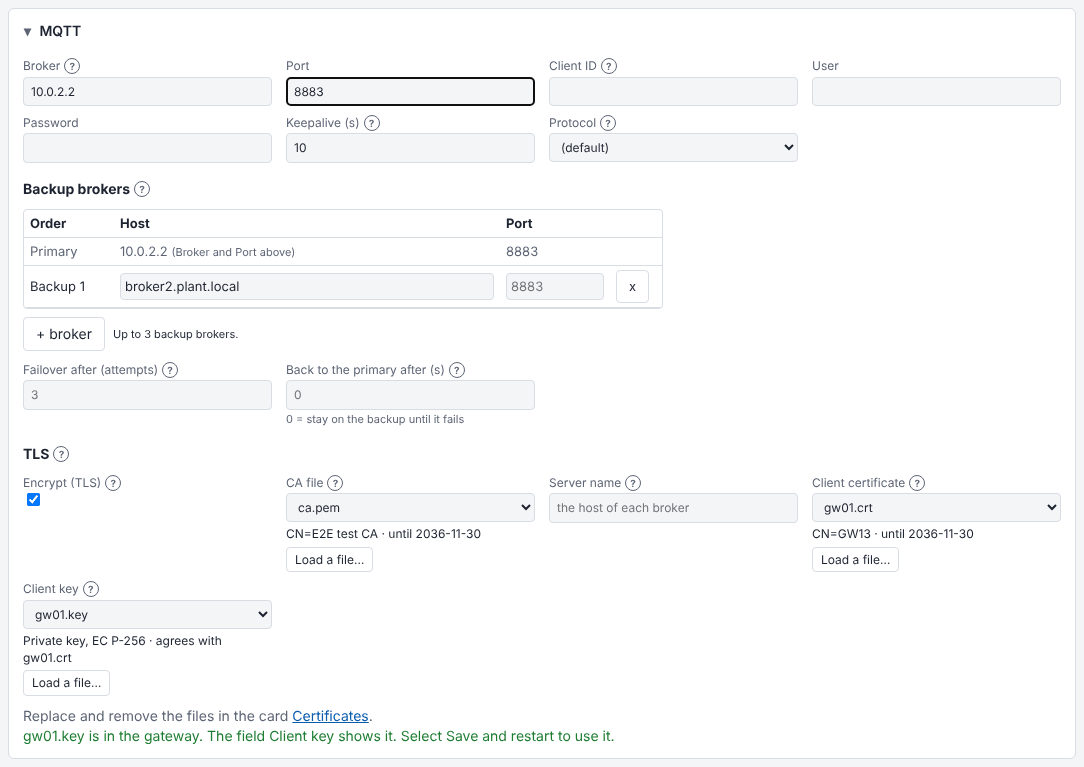 ▼ MQTT
Broker ? Port Client ID ? User
10.0.2.2 8883
Password Keepalive (s) ? Protocol ?
10 (default)
Backup brokers ?
Order Host Port
Primary 10.0.2.2 (Broker and Port above) 8883
Backup 1 broker2.plant.local 8883 x
+ broker Up to 3 backup brokers.
Failover after (attempts) ? Back to the primary after (s) ?
3 0
0 = stay on the backup until it fails
TLS ?
Encrypt (TLS) ? CA file ? Server name ? Client certificate ?
ca.pem the host of each broker gw01.crt
CN=E2E test CA · until 2036-11-30 CN=GW13 · until 2036-11-30
Load a file... Load a file...
Client key ?
gw01.key
Private key, EC P-256 · agrees with
gw01.crt
Load a file...
Replace and remove the files in the card Certificates.
gw01.key is in the gateway. The field Client key shows it. Select Save and restart to use it.